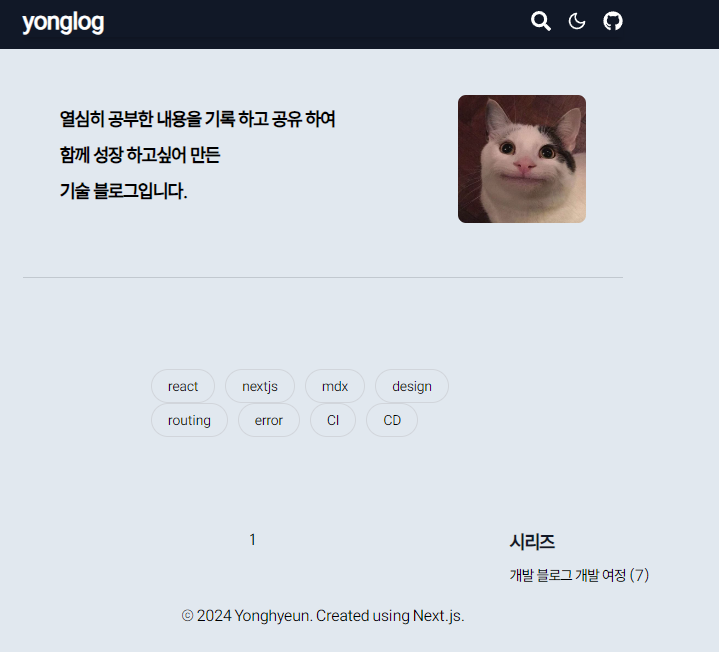 yonglog
열심히 공부한 내용을 기록 하고 공유 하여
함께 성장 하고싶어 만든
기술 블로그입니다.
react nextjs mdx design
routing error CI CD
1
시리즈
개발 블로그 개발 여정 (7)
© 2024 Yonghyeun. Created using Next.js.